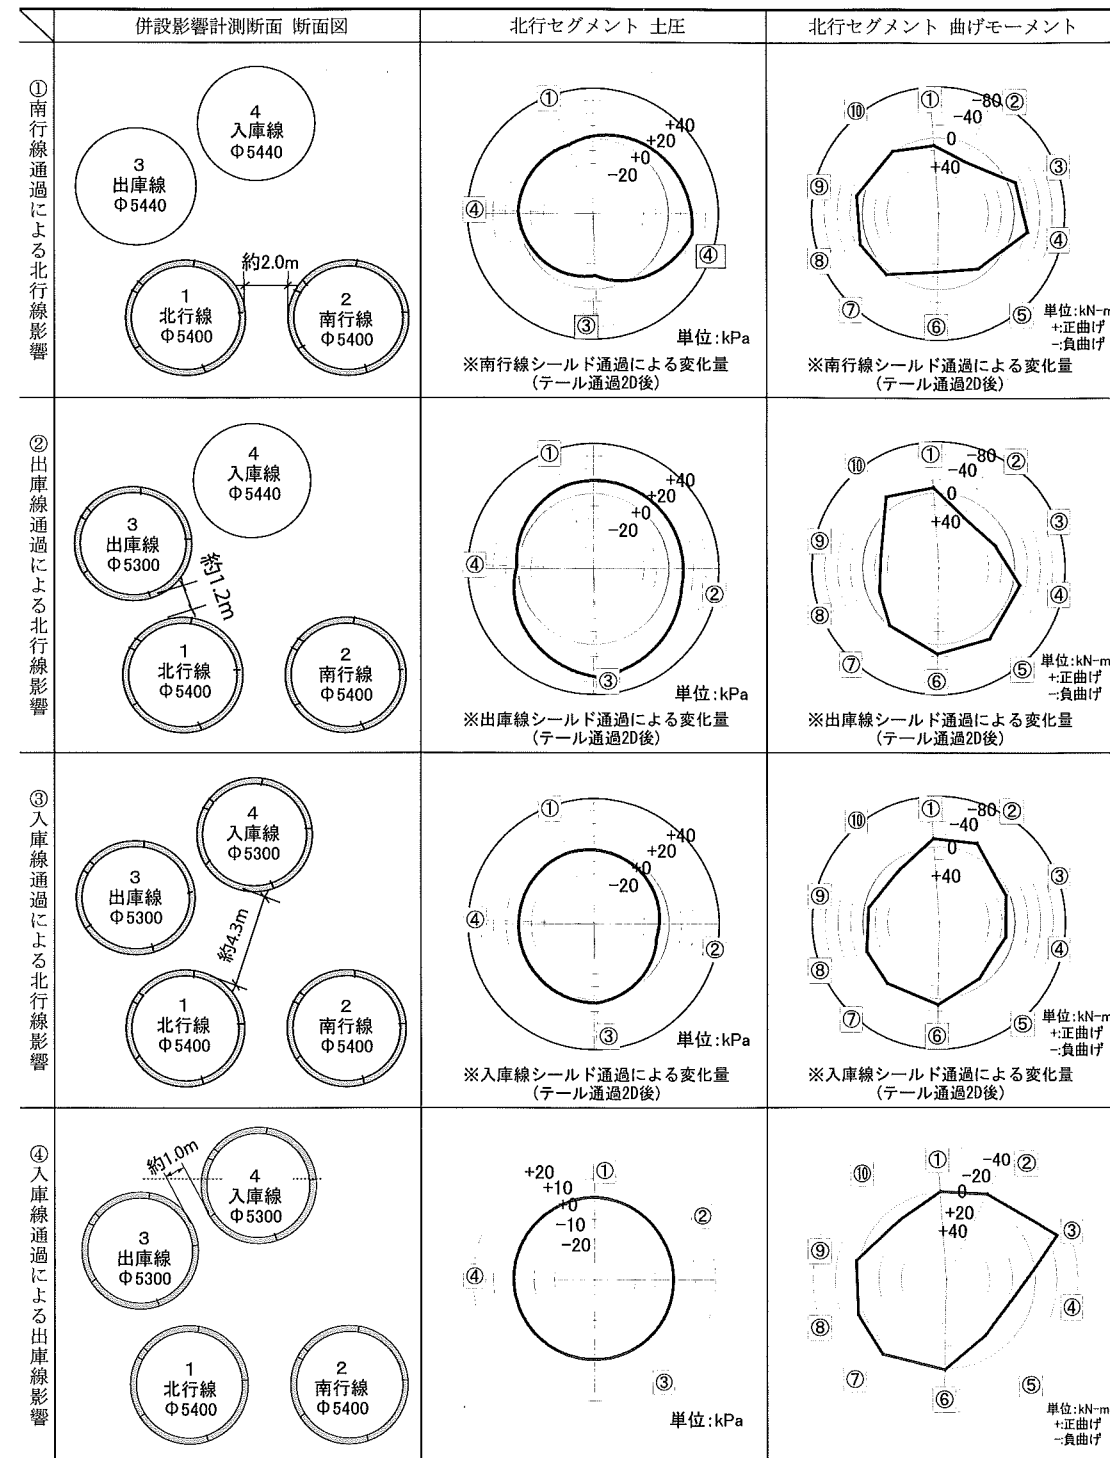 併設影響計測断面 断面図
北行セグメント 土圧
北行セグメント 曲げモーメント
①南行線通過による北行線影響
4
入庫線
Φ5440
3
出庫線
Φ5440
約2.0m
1
北行線
Φ5400
2
南行線
Φ5400
①
+40
+20
+0
-20
④
④
③
単位:kPa
※南行線シールド通過による変化量
(テール通過2D後)
①
-80
②
⑩
-40
0
+40
③
⑨
④
⑧
⑦
⑥
⑤
単位:kN-m
+:正曲げ
-:負曲げ
※南行線シールド通過による変化量
(テール通過2D後)
②出庫線通過による北行線影響
4
入庫線
Φ5440
3
出庫線
Φ5300
約1.2m
1
北行線
Φ5400
2
南行線
Φ5400
①
+40
+20
+0
-20
④
②
③
単位:kPa
※出庫線シールド通過による変化量
(テール通過2D後)
①
-80
②
⑩
-40
0
+40
③
⑨
④
⑧
⑦
⑥
⑤
単位:kN-m
+:正曲げ
-:負曲げ
※出庫線シールド通過による変化量
(テール通過2D後)
③入庫線通過による北行線影響
4
入庫線
Φ5300
3
出庫線
Φ5300
約4.3m
1
北行線
Φ5400
2
南行線
Φ5400
①
+40
+20
+0
-20
④
②
③
単位:kPa
※入庫線シールド通過による変化量
(テール通過2D後)
①
-80
②
⑩
-40
0
+40
③
⑨
④
⑧
⑦
⑥
⑤
単位:kN-m
+:正曲げ
-:負曲げ
※入庫線シールド通過による変化量
(テール通過2D後)
④入庫線通過による出庫線影響
約1.0m
4
入庫線
Φ5300
3
出庫線
Φ5300
1
北行線
Φ5400
2
南行線
Φ5400
+20
①
+10
+0
-10
-20
②
④
③
単位:kPa
①
-40
②
⑩
-20
0
+20
+40
③
⑨
④
⑧
⑦
⑥
⑤
単位:kN-m
+:正曲げ
-:負曲げ